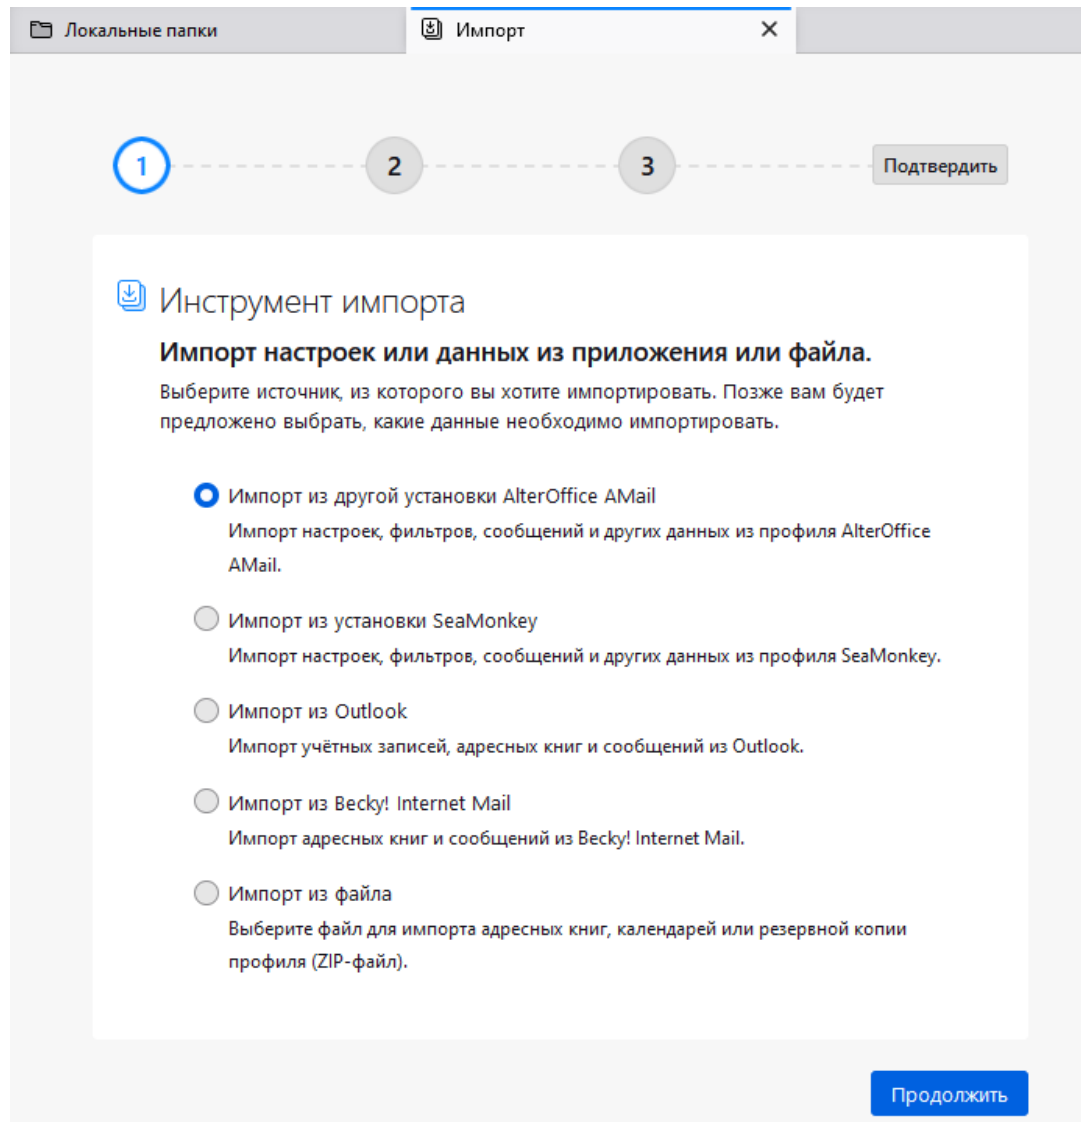 Локальные папки
Импорт
1
2
3
Подтвердить
Инструмент импорта
Импорт настроек или данных из приложения или файла.
Выберите источник, из которого вы хотите импортировать. Позже вам будет
предложено выбрать, какие данные необходимо импортировать.
Импорт из другой установки AlterOffice AMail
Импорт настроек, фильтров, сообщений и других данных из профиля AlterOffice
AMail.
Импорт из установки SeaMonkey
Импорт настроек, фильтров, сообщений и других данных из профиля SeaMonkey.
Импорт из Outlook
Импорт учётных записей, адресных книг и сообщений из Outlook.
Импорт из Becky! Internet Mail
Импорт адресных книг и сообщений из Becky! Internet Mail.
Импорт из файла
Выберите файл для импорта адресных книг, календарей или резервной копии
профиля (ZIP-файл).
Продолжить